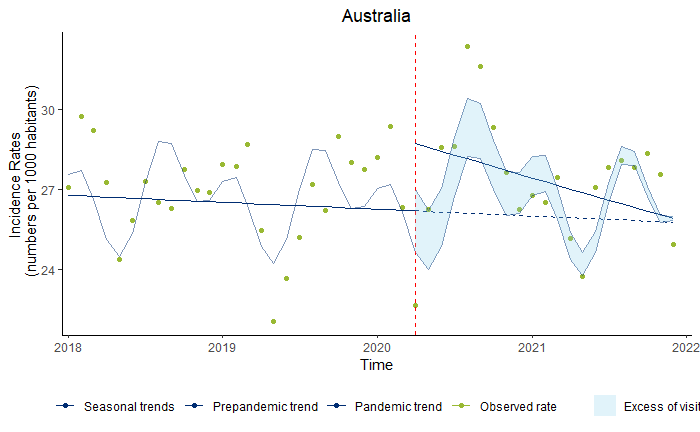 Australia
Incidence Rates
(numbers per 1000 habitants)
30
27
24
2018
2019
2020
2021
2022
Time
Seasonal trends
Prepandemic trend
Pandemic trend
Observed rate
Excess of visit